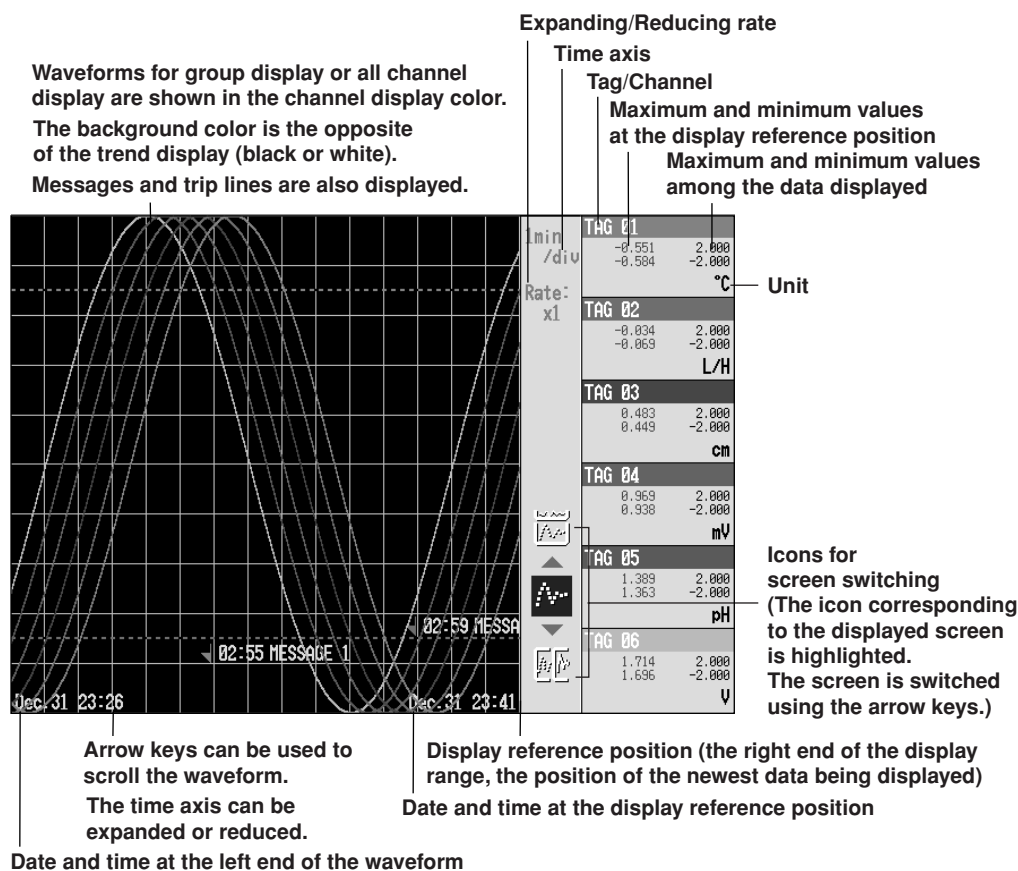 Expanding/Reducing rate
Time axis
Tag/Channel
Maximum and minimum values
at the display reference position
Maximum and minimum values
among the data displayed
Waveforms for group display or all channel
display are shown in the channel display color.
The background color is the opposite
of the trend display (black or white).
Messages and trip lines are also displayed.
1min
/div
Rate:
x1
TAG 01
-0.551 2.000
-0.584 -2.000
°C
Unit
TAG 02
-0.034 2.000
-0.069 -2.000
L/H
TAG 03
0.483 2.000
0.449 -2.000
cm
TAG 04
0.969 2.000
0.938 -2.000
mV
TAG 05
1.389 2.000
1.363 -2.000
pH
TAG 06
1.714 2.000
1.696 -2.000
V
02:59 MESSA
02:55 MESSAGE 1
Dec.31 23:26
Dec.31 23:41
Icons for
screen switching
(The icon corresponding
to the displayed screen
is highlighted.
The screen is switched
using the arrow keys.)
Arrow keys can be used to
scroll the waveform.
The time axis can be
expanded or reduced.
Display reference position (the right end of the display
range, the position of the newest data being displayed)
Date and time at the display reference position
Date and time at the left end of the waveform